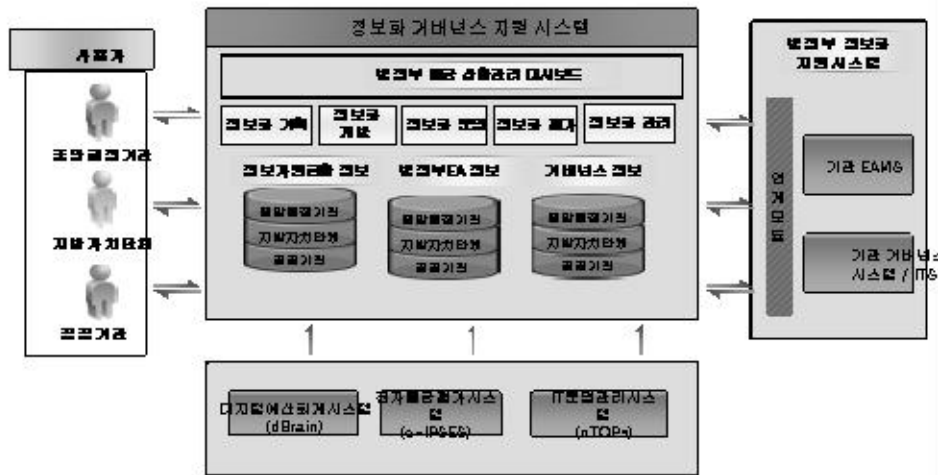 정보화 거버넌스 지원 시스템
사용자
중앙행정기관
지방자치단체
공공기관
범정부 통합 성과관리 대시보드
정보화 기획
정보화
개발
정보화 운영
정보화 평가
정보화 관리
정보자원현황 정보
범정부EA 정보
거버넌스 정보
중앙행정기관
지방자치단체
공공기관
중앙행정기관
지방자치단체
공공기관
중앙행정기관
지방자치단체
공공기관
범정부 정보화
지원시스템
연계모듈
기관 EAMS
기관 거버넌스
시스템 / ITS
디지털예산회계시스템
(dBrain)
전자통합평가시스
템
(e-IPSES)
IT운영관리시스
템
(nTOPs)